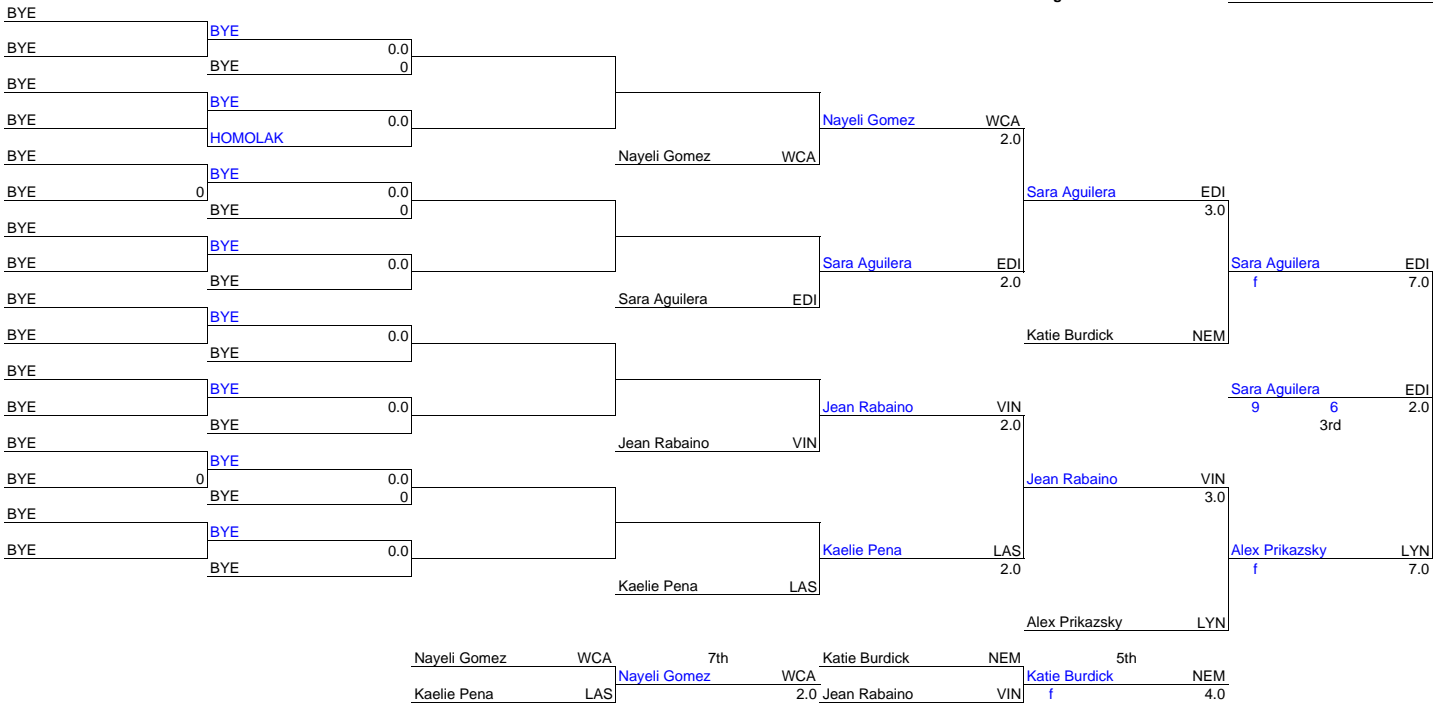 BYE
BYE
BYE 0.0
BYE BYE 0
BYE
BYE
BYE 0.0 Nayeli Gomez WCA
BYE HOMOLAK 2.0
BYE Nayeli Gomez WCA
BYE
BYE 0 0.0 Sara Aguilera EDI
BYE 0 3.0
BYE
BYE
BYE 0.0 Sara Aguilera EDI Sara Aguilera EDI
BYE BYE 2.0 f 7.0
BYE Sara Aguilera EDI
BYE
BYE 0.0 Katie Burdick NEM
BYE BYE
BYE
BYE Sara Aguilera EDI
BYE 0.0 Jean Rabaino VIN 9 6 2.0
BYE 2.0 3rd
BYE Jean Rabaino VIN
BYE
BYE 0 0.0 Jean Rabaino VIN
BYE 0 3.0
BYE
BYE
BYE 0.0 Kaelie Pena LAS Alex Prikazsky LYN
BYE 2.0 f 7.0
Kaelie Pena LAS
Alex Prikazsky LYN
Nayeli Gomez WCA 7th Katie Burdick NEM 5th
Nayeli Gomez WCA Katie Burdick NEM
Kaelie Pena LAS 2.0 Jean Rabaino VIN f 4.0